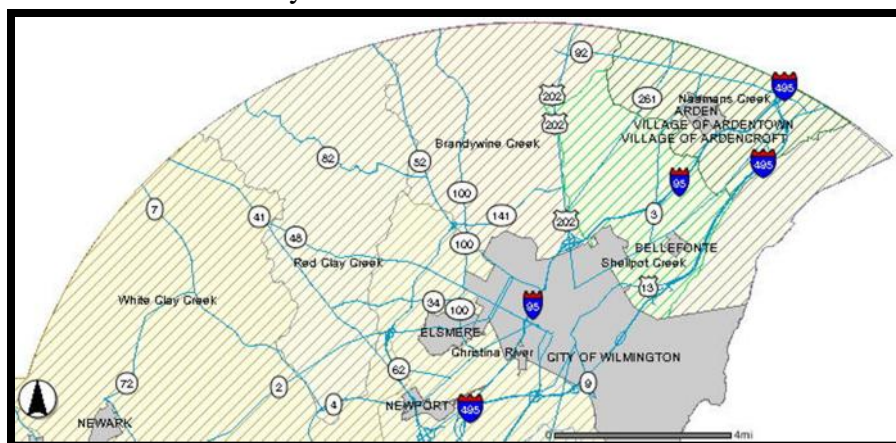 92
202
202
261
495
Naamans Creek
ARDEN
VILLAGE OF ARDENTOWN
VILLAGE OF ARDENCROFT
Brandywine Creek
82
52
495
95
100
7
141
3
41
202
48
100
BELLEFONTE
Red Clay Creek
Shellpot Creek
13
White Clay Creek
34
100
95
ELSMERE
Christina River
CITY OF WILMINGTON
62
72
2
9
4
NEWPORT
495
NEWARK
0
4mi